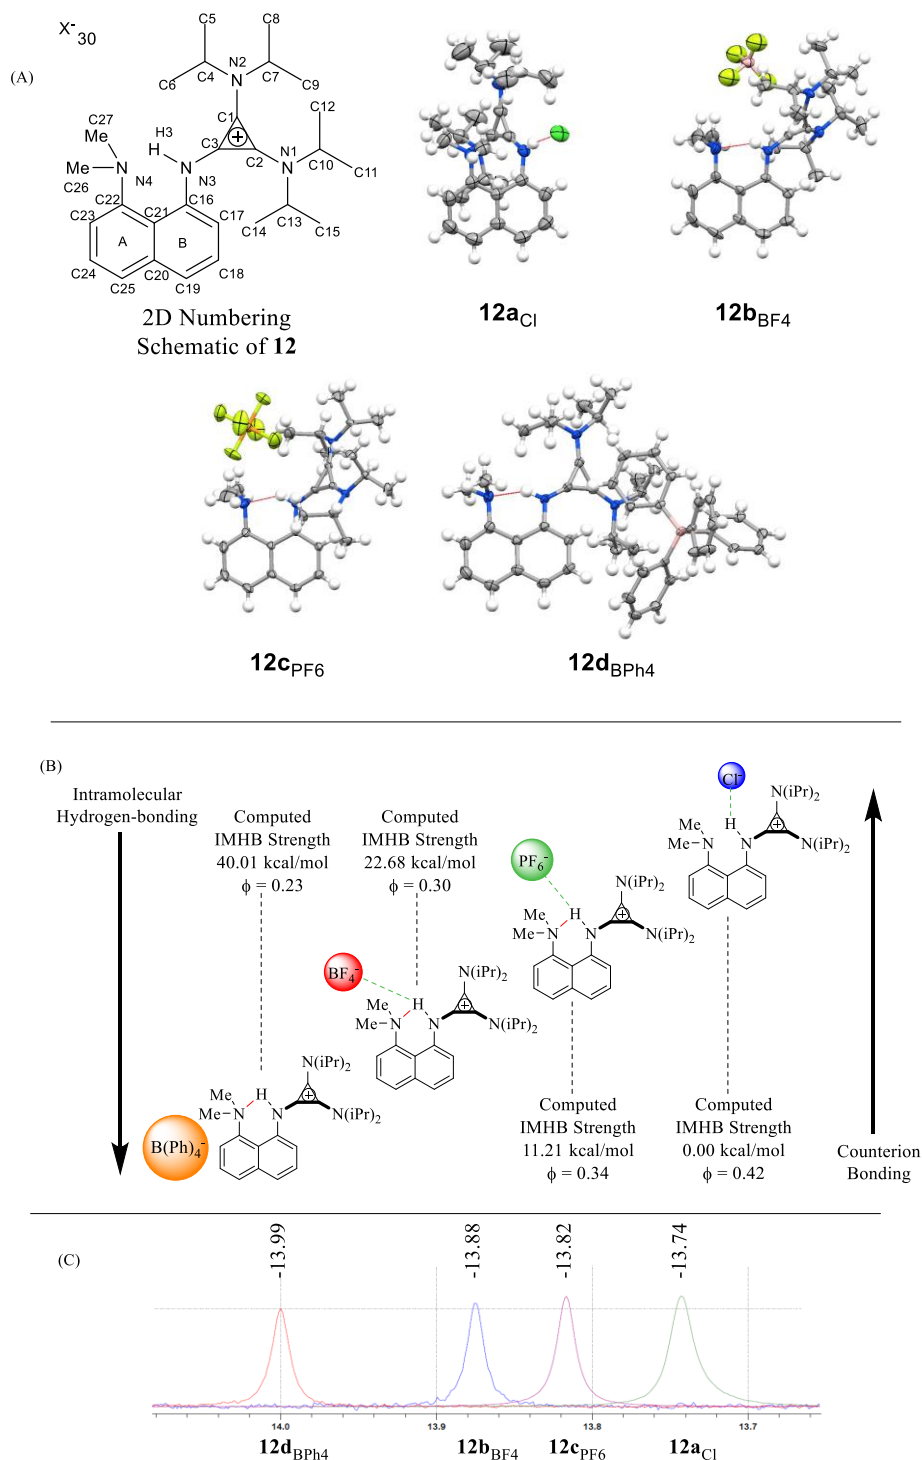 (A)
X⁻30
C5
C8
C6
C4
N2
C7
C9
C1
C12
C27
H3
Me
C3
C2
N1
C10
C11
Me
N4
N3
C26
C22
C16
C13
C14
C15
C23
C21
C17
A
B
C24
C20
C18
C25
C19
2D Numbering
Schematic of 12
12aCl
12bBF4
12cPF6
12dBPh4
(B)
Intramolecular
Hydrogen-bonding
Computed
IMHB Strength
40.01 kcal/mol
ϕ = 0.23
Computed
IMHB Strength
22.68 kcal/mol
ϕ = 0.30
Cl⁻
H
N(iPr)2
Me
Me
N
N
N(iPr)2
PF6⁻
N(iPr)2
Me
H
Me
N
N
N(iPr)2
BF4⁻
N(iPr)2
Me
H
Me
N
N
N(iPr)2
N(iPr)2
Me
H
Me
N
N
N(iPr)2
B(Ph)4⁻
Computed
IMHB Strength
11.21 kcal/mol
ϕ = 0.34
Computed
IMHB Strength
0.00 kcal/mol
ϕ = 0.42
Counterion
Bonding
(C)
-13.99
-13.88
-13.82
-13.74
14.0
13.9
13.8
13.7
12dBPh4
12bBF4
12cPF6
12aCl